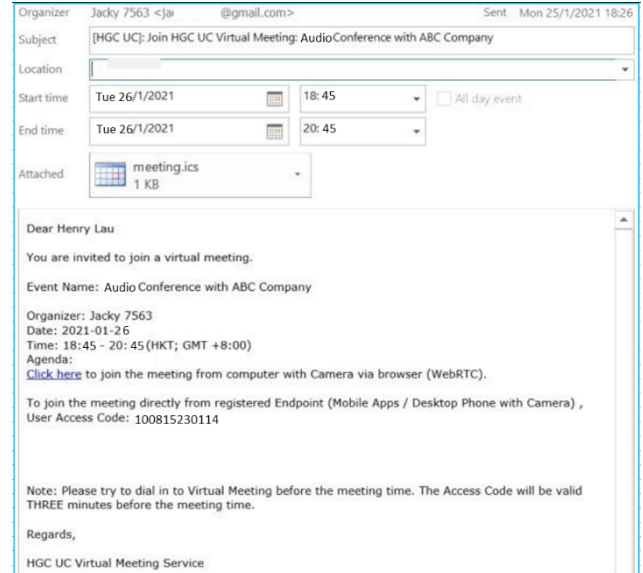 Organizer Jacky 7563 <Ja @gmail.com> Sent Mon 25/1/2021 18:26
Subject [HGC UC]: Join HGC UC Virtual Meeting: AudioConference with ABC Company
Location
Start time Tue 26/1/2021 18:45 All day event
End time Tue 26/1/2021 20:45
Attached meeting.ics
1 KB
Dear Henry Lau
You are invited to join a virtual meeting.
Event Name: Audio Conference with ABC Company
Organizer: Jacky 7563
Date: 2021-01-26
Time: 18:45 - 20:45 (HKT; GMT +8:00)
Agenda:
Click here to join the meeting from computer with Camera via browser (WebRTC).
To join the meeting directly from registered Endpoint (Mobile Apps / Desktop Phone with Camera) ,
User Access Code: 100815230114
Note: Please try to dial in to Virtual Meeting before the meeting time. The Access Code will be valid
THREE minutes before the meeting time.
Regards,
HGC UC Virtual Meeting Service